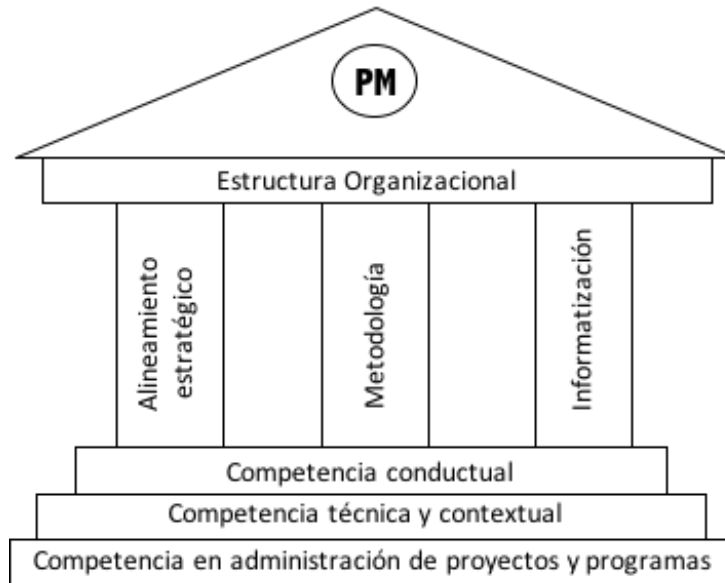 PM
Estructura Organizacional
Alineamiento
estratégico
Metodología
Informatización
Competencia conductual
Competencia técnica y contextual
Competencia en administración de proyectos y programas